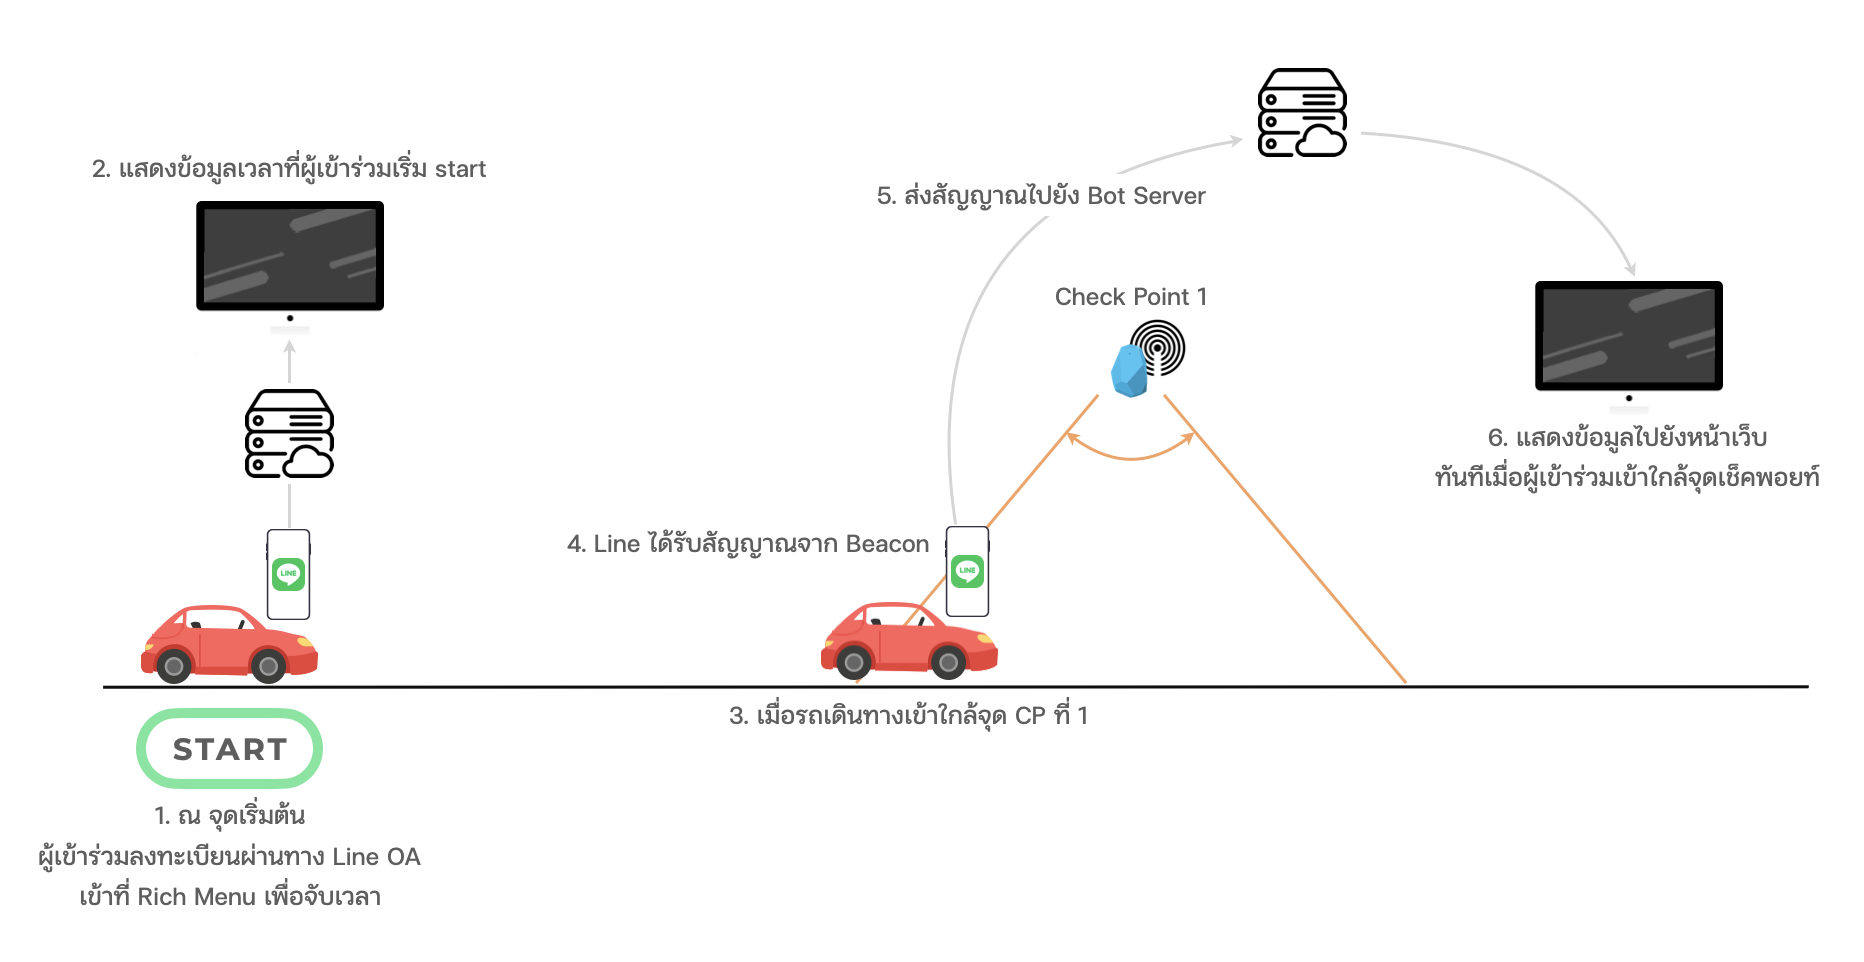 2. แสดงข้อมูลเวลาที่ผู้เข้าร่วมเริ่ม start
LINE
START
1. ณ จุดเริ่มต้น
ผู้เข้าร่วมลงทะเบียนผ่านทาง Line OA
เข้าที่ Rich Menu เพื่อจับเวลา
3. เมื่อรถเดินทางเข้าใกล้จุด CP ที่ 1
4. Line ได้รับสัญญาณจาก Beacon
LINE
Check Point 1
5. ส่งสัญญาณไปยัง Bot Server
6. แสดงข้อมูลไปยังหน้าเว็บ
ทันทีเมื่อผู้เข้าร่วมเข้าใกล้จุดเช็คพอยท์